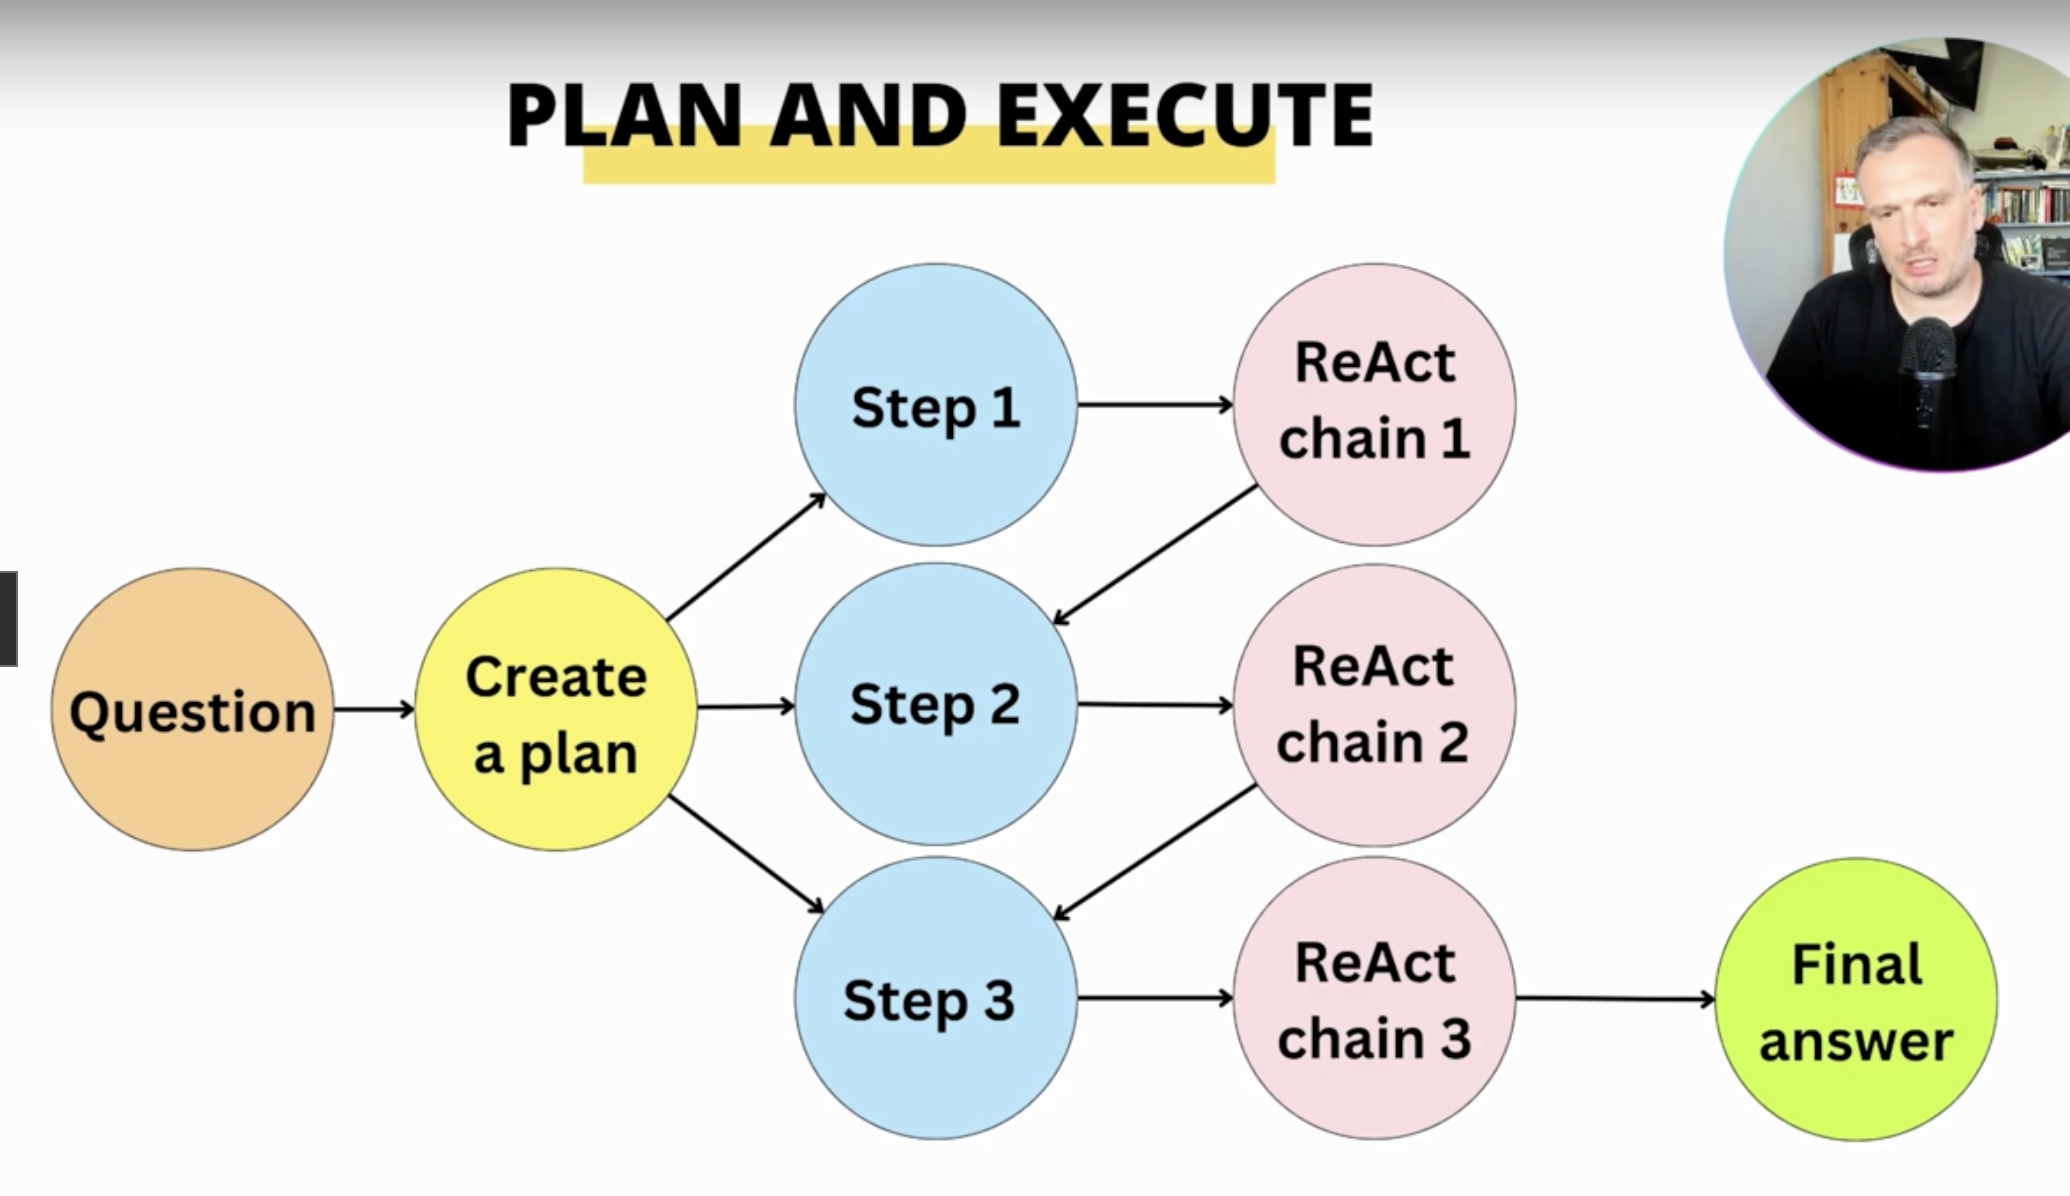 PLAN AND EXECUTE
Step 1
ReAct
chain 1
Question
Create
a plan
Step 2
ReAct
chain 2
Step 3
ReAct
chain 3
Final
answer